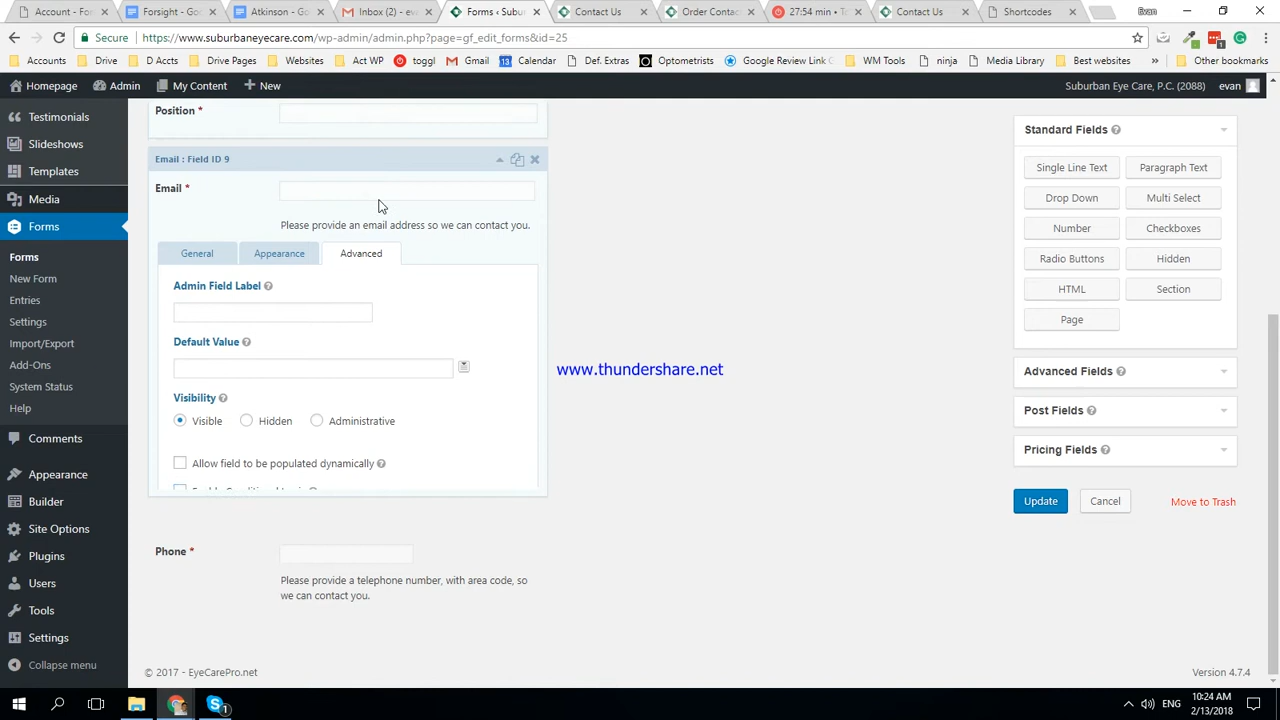 Account - For
Forsight - Goo
Atkinson - Go
Inbox (2) - ev
Forms ‹ Subu
Contact Us
Order Contac
27:54 min • To
Contact Us
Shortcodes
Evan
Secure https://www.suburbaneyecare.com/wp-admin/admin.php?page=gf_edit_forms&id=25
Accounts Drive D Accts Drive Pages Websites Act WP toggl Gmail Calendar Def. Extras Optometrists Google Review Link WM Tools ninja Media Library Best websites Other bookmarks
Homepage Admin My Content New Suburban Eye Care, P.C. (2088) evan
Testimonials
Slideshows
Templates
Media
Forms
Forms
New Form
Entries
Settings
Import/Export
Add-Ons
System Status
Help
Comments
Appearance
Builder
Site Options
Plugins
Users
Tools
Settings
Collapse menu
Position *
Email : Field ID 9
Email *
Please provide an email address so we can contact you.
General Appearance Advanced
Admin Field Label
Default Value
Visibility
Visible Hidden Administrative
Allow field to be populated dynamically
Phone *
Please provide a telephone number, with area code, so
we can contact you.
www.thundershare.net
Standard Fields
Single Line Text Paragraph Text
Drop Down Multi Select
Number Checkboxes
Radio Buttons Hidden
HTML Section
Page
Advanced Fields
Post Fields
Pricing Fields
Update Cancel Move to Trash
© 2017 - EyeCarePro.net Version 4.7.4
ENG
10:24 AM
2/13/2018